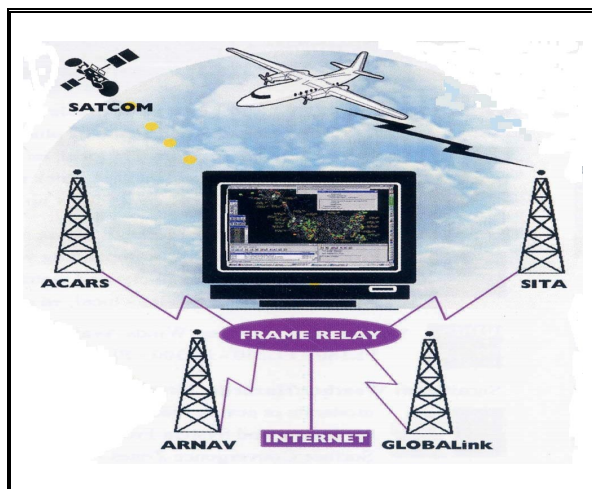 SATCOM
ACARS
SITA
FRAME RELAY
ARNAV
INTERNET
GLOBALink